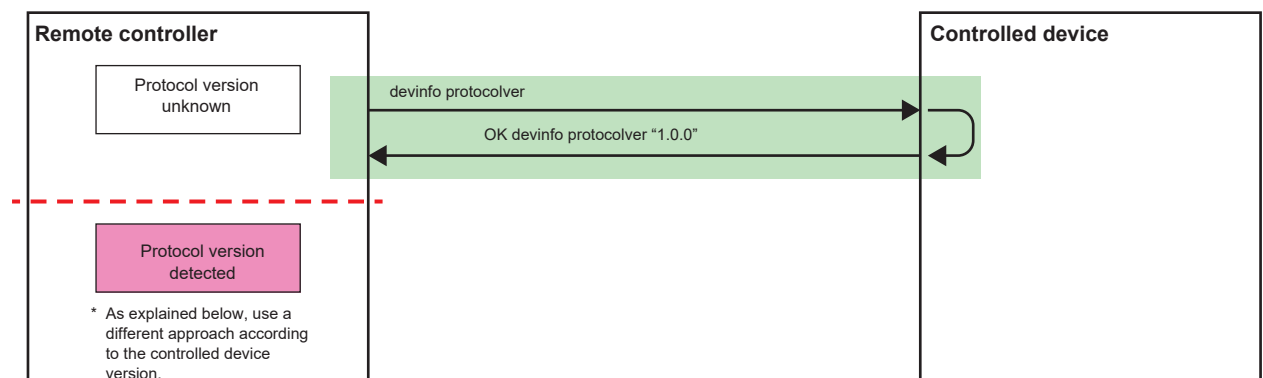 Remote controller
Controlled device
Protocol version
unknown
devinfo protocolver
OK devinfo protocolver “1.0.0”
Protocol version
detected
* As explained below, use a
different approach according
to the controlled device
version.